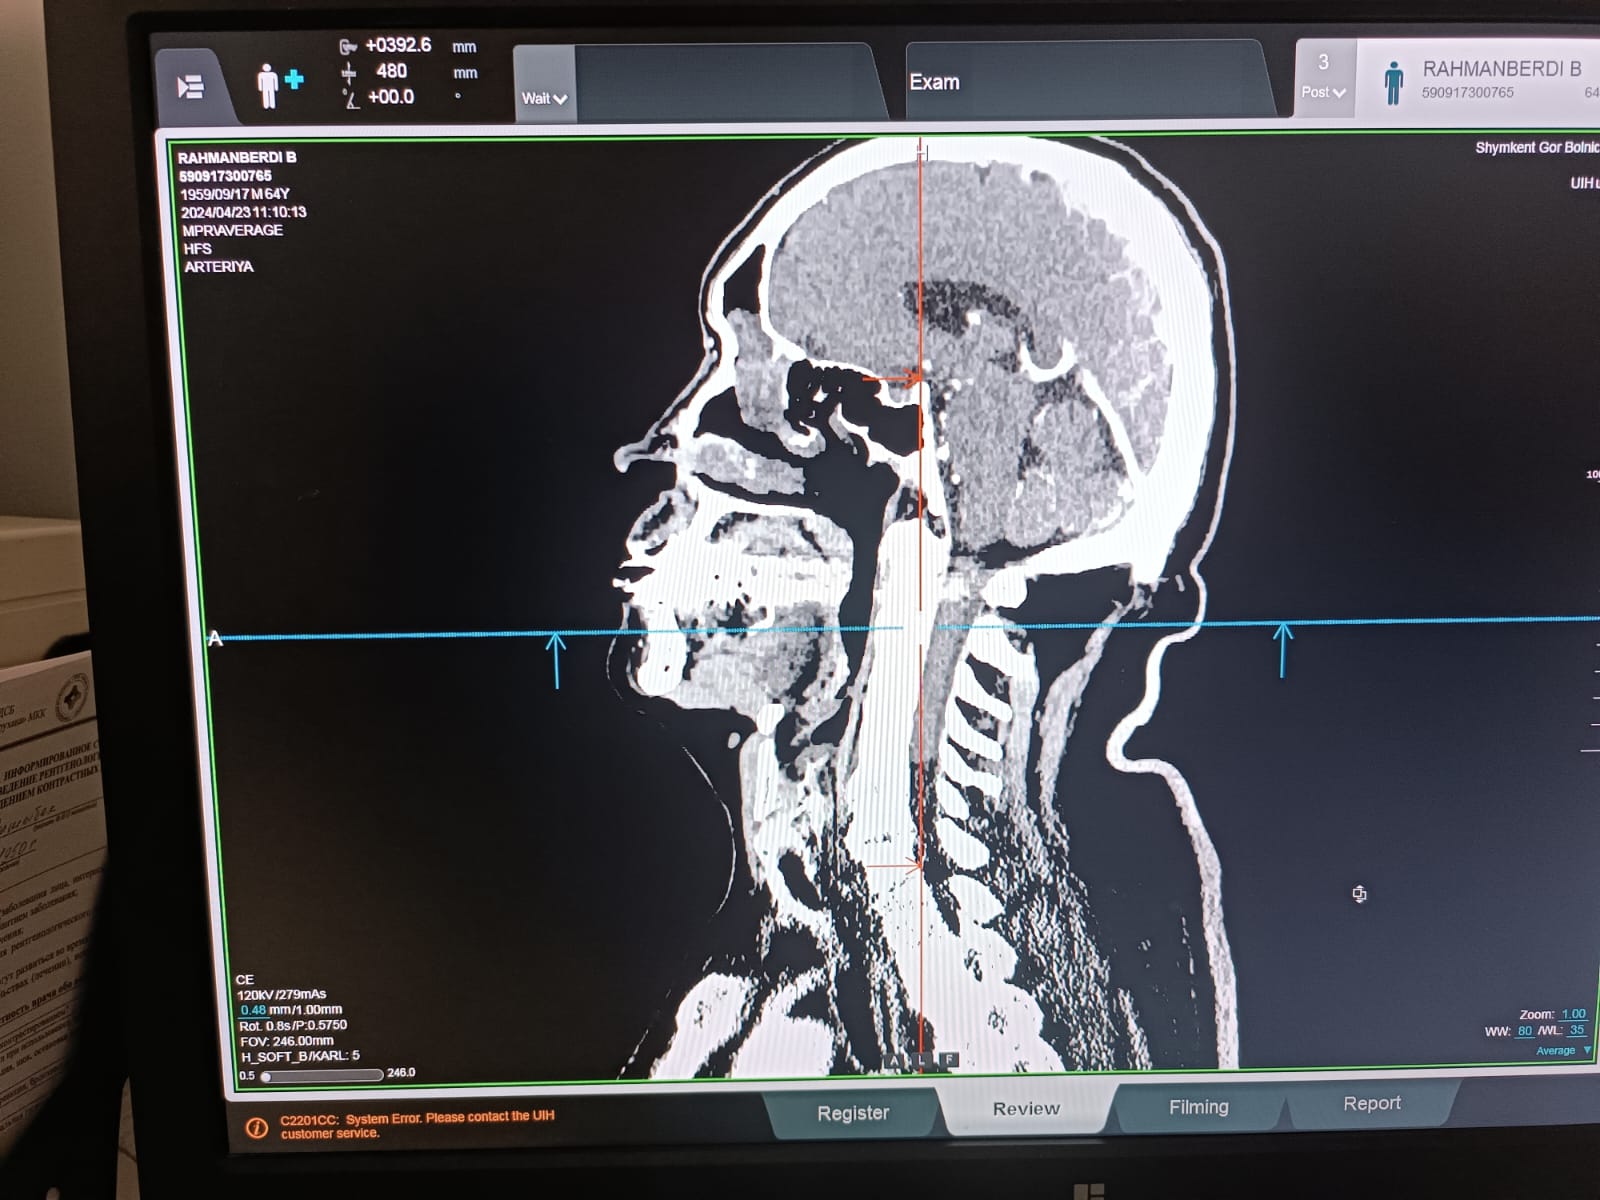 +0392.6 mm
480 mm
+00.0 °
Wait
Exam
3
Post
RAHMANBERDI B
590917300765 64
RAHMANBERDI B
590917300765
1959/09/17 M 64Y
2024/04/23 11:10:13
MPR\AVERAGE
HFS
ARTERIYA
Shymkent Gor Bolnic
UIH
H
A
CE
120kV/279mAs
0.48 mm/1.00mm
Rot. 0.8s/P:0.5750
FOV: 246.00mm
H_SOFT_B/KARL: 5
0.5 246.0
A L F
Zoom: 1.00
WW: 80 /WL: 35
Average
C2201CC: System Error. Please contact the UIH
customer service.
Register
Review
Filming
Report
ИНФОРМИРОВАННОЕ